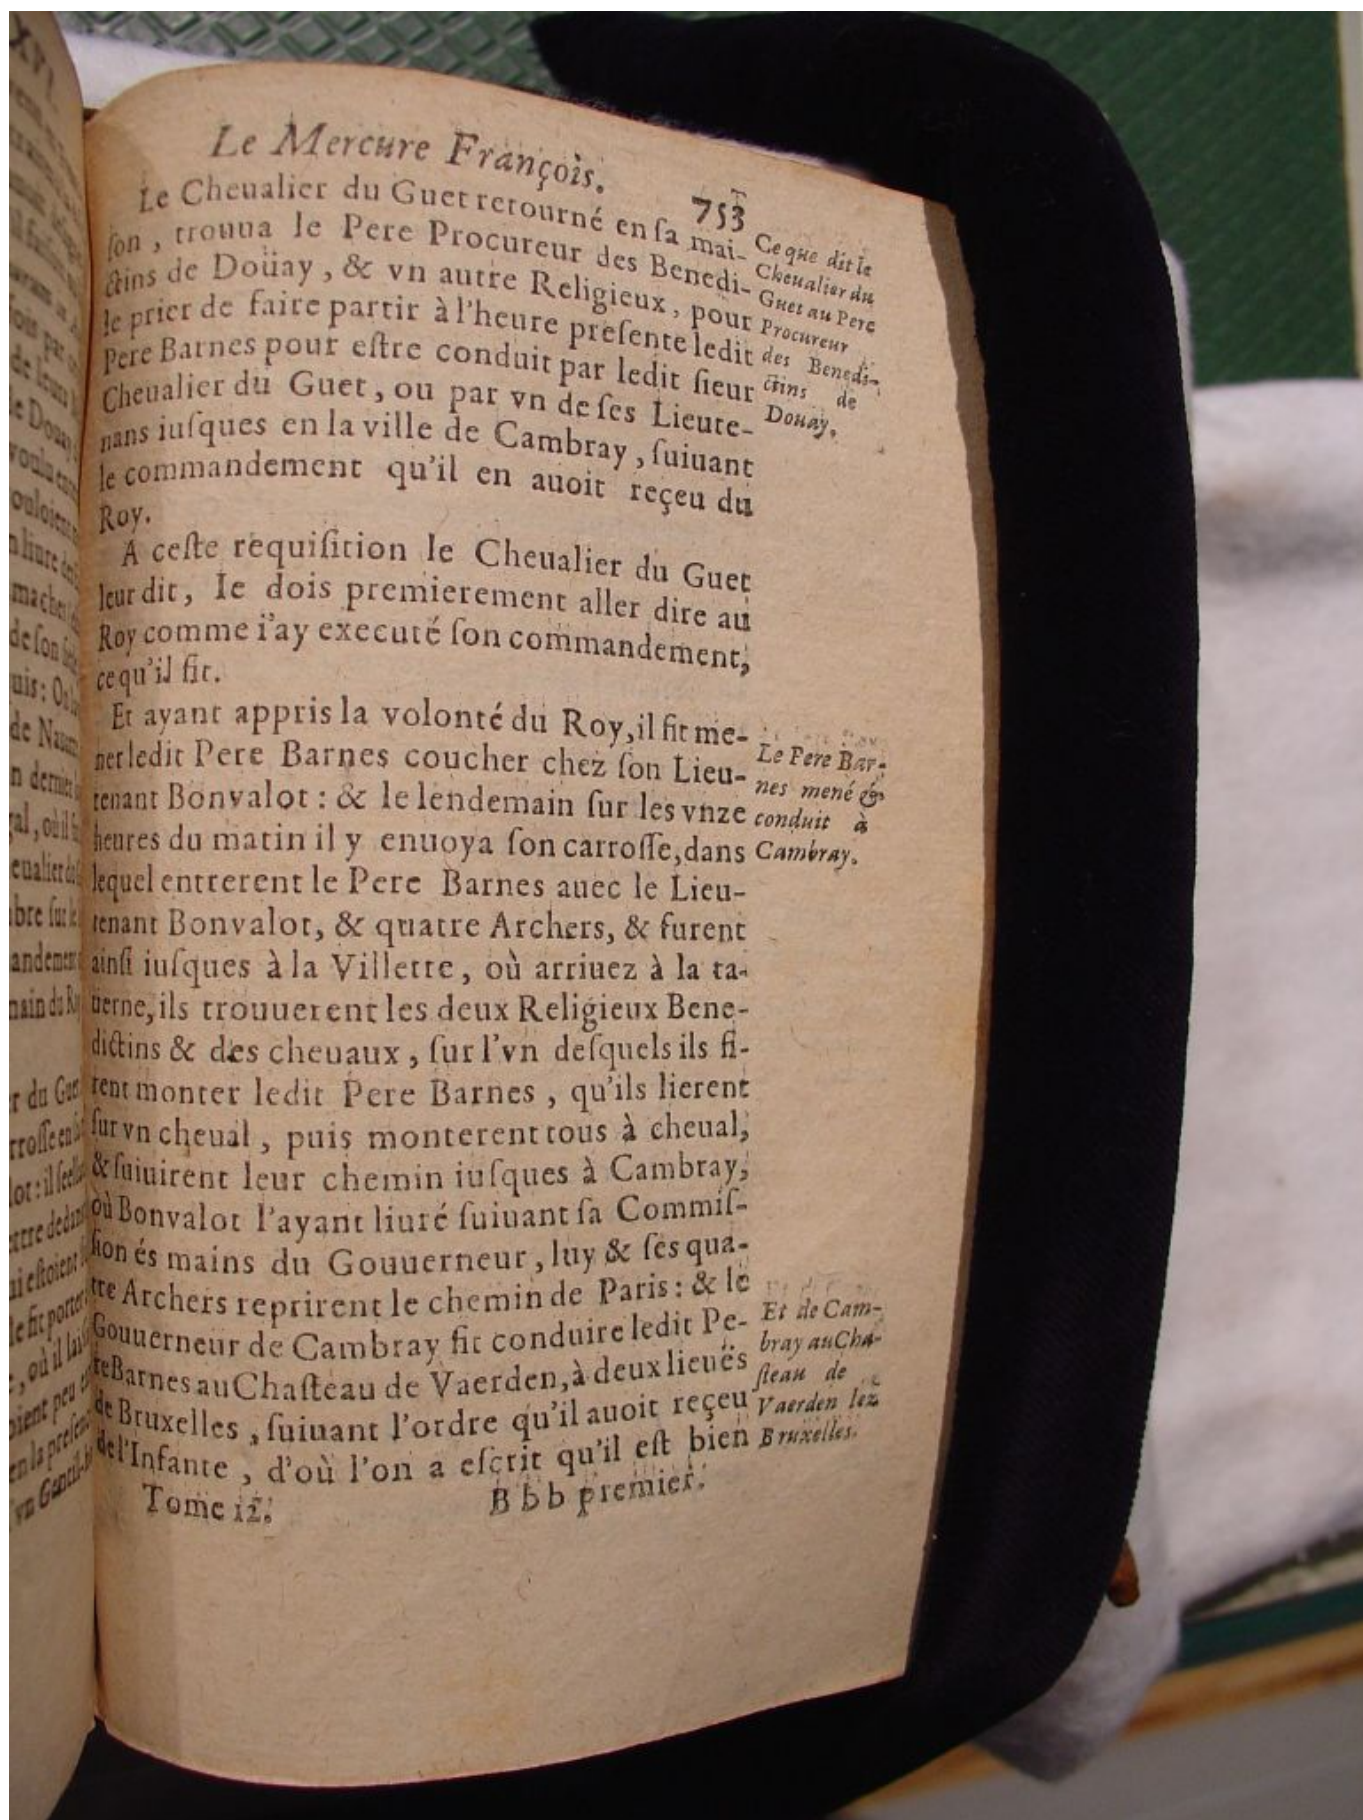 Le Mercure François.
753
Le Cheualier du Guet retourné en ſa mai-
ſon, trouua le Pere Procureur des Benedi-
ctins de Doüay, & vn autre Religieux, pour
le prier de faire partir à l'heure preſente ledit
Pere Barnes pour eſtre conduit par ledit ſieur
Cheualier du Guet, ou par vn de ſes Lieute-
nans iuſques en la ville de Cambray, ſuiuant
le commandement qu'il en auoit reçeu du
Roy.
Ce que dit le
Cheualier du
Guet au Pere
Procureur
des Benedi-
ctins de
Douay.
A ceſte requiſition le Cheualier du Guet
leur dit, Ie dois premierement aller dire au
Roy comme i'ay executé ſon commandement,
ce qu'il fit.
Et ayant appris la volonté du Roy, il fit me-
ner ledit Pere Barnes coucher chez ſon Lieu-
tenant Bonvalot: & le lendemain ſur les vnze
heures du matin il y enuoya ſon carroſſe, dans
lequel entrerent le Pere Barnes auec le Lieu-
tenant Bonvalot, & quatre Archers, & furent
ainſi iuſques à la Villette, où arriuez à la ta-
uerne, ils trouuerent les deux Religieux Bene-
dictins & des cheuaux, ſur l'vn deſquels ils fi-
rent monter ledit Pere Barnes, qu'ils lierent
ſur vn cheual, puis monterent tous à cheual,
& ſuiuirent leur chemin iuſques à Cambray,
où Bonvalot l'ayant liuré ſuiuant ſa Commiſ-
ſion és mains du Gouuerneur, luy & ſes qua-
tre Archers reprirent le chemin de Paris: & le
Gouuerneur de Cambray fit conduire ledit Pe-
re Barnes au Chaſteau de Vaerden, à deux lieuës
de Bruxelles, ſuiuant l'ordre qu'il auoit reçeu
de l'Infante, d'où l'on a eſcrit qu'il eſt bien
Le Pere Bar-
nes mené &
conduit à
Cambray.
Et de Cam-
bray au Cha-
ſteau de
Vaerden lez
Bruxelles.
Tome 12. Bbb premier.